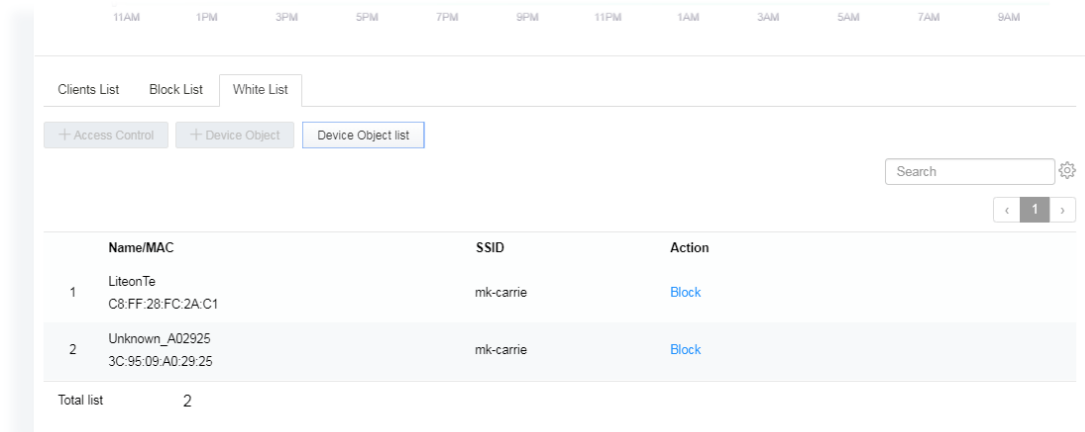 11AM 1PM 3PM 5PM 7PM 9PM 11PM 1AM 3AM 5AM 7AM 9AM
Clients List Block List White List
+ Access Control + Device Object Device Object list
Search
‹ 1 ›
Name/MAC SSID Action
1 LiteonTe mk-carrie Block
C8:FF:28:FC:2A:C1
2 Unknown_A02925 mk-carrie Block
3C:95:09:A0:29:25
Total list 2